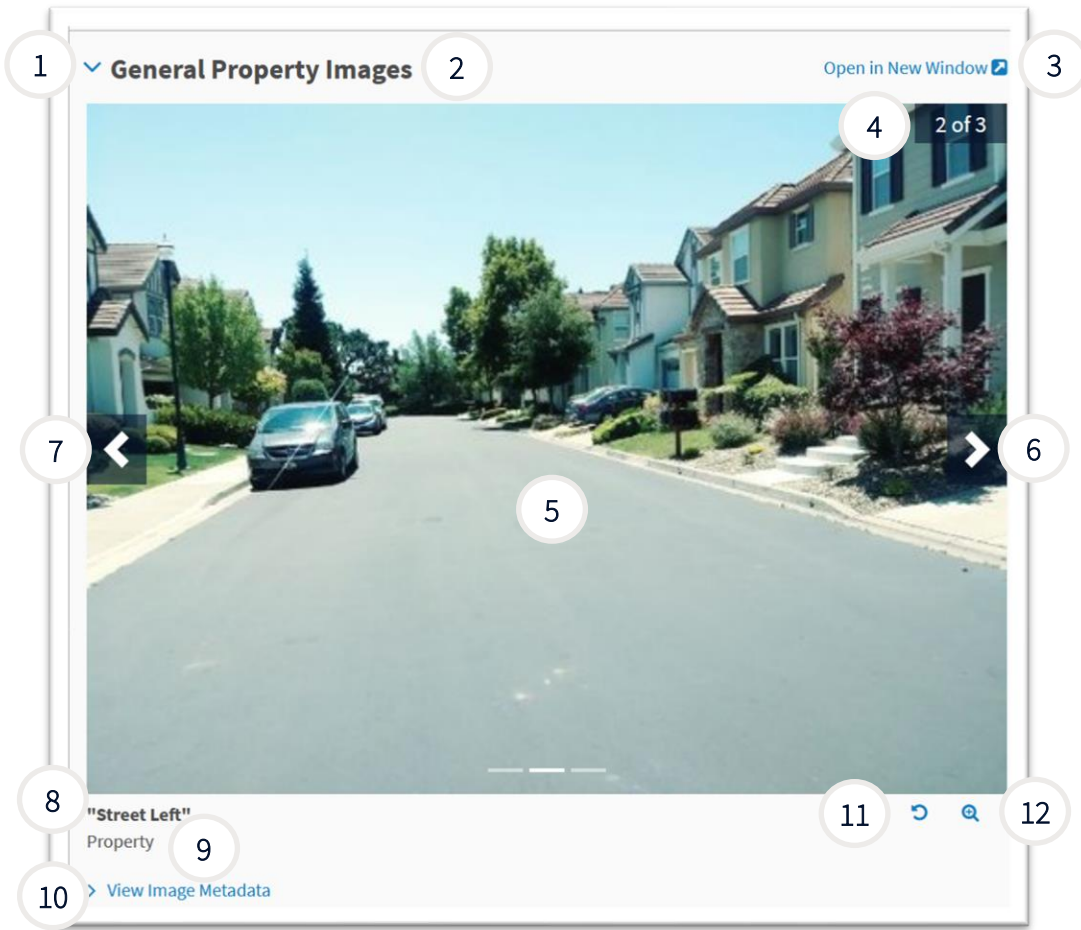 1
General Property Images
2
Open in New Window
3
4
2 of 3
7
6
5
8
"Street Left"
11
12
Property
9
10
View Image Metadata